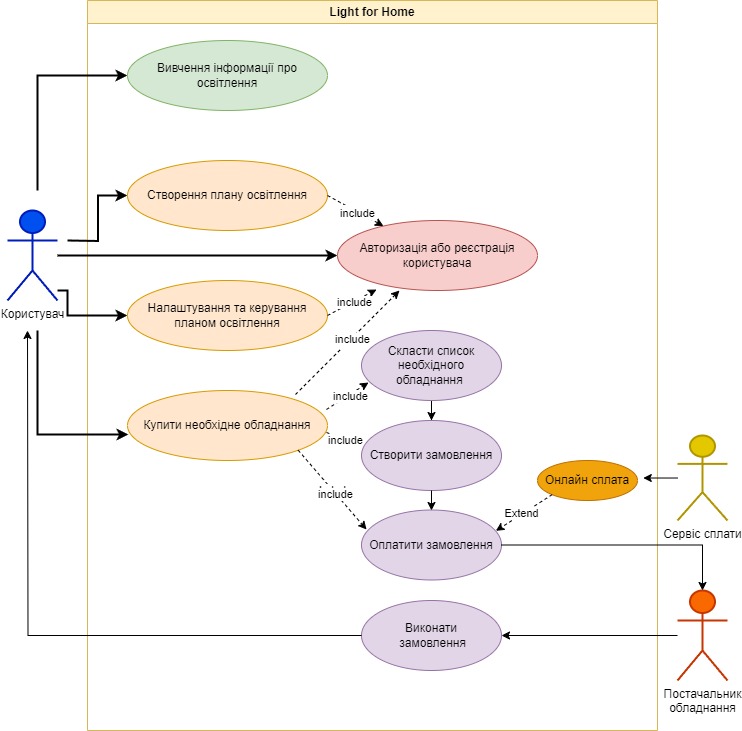 Light for Home
Вивчення інформації про
освітлення
Створення плану освітлення
include
Авторизація або реєстрація
користувача
Користувач
Налаштування та керування
планом освітлення
include
include
Скласти список
необхідного
обладнання
include
Купити необхідне обладнання
include
Створити замовлення
Онлайн сплата
include
Extend
Сервіс сплати
Оплатити замовлення
Виконати
замовлення
Постачальник
обладнання